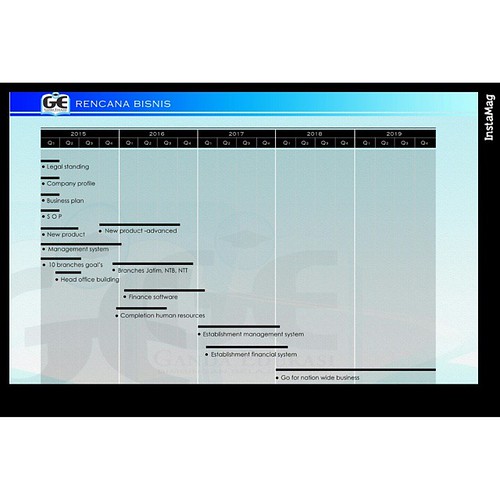 GE
RENCANA BISNIS
InstaMag
2015 2016 2017 2018 2019
Q1 Q2 Q3 Q4 Q1 Q2 Q3 Q4 Q1 Q2 Q3 Q4 Q1 Q2 Q3 Q4 Q1 Q2 Q3 Q4
• Legal standing
• Company profile
• Business plan
• S O P
• New product • New product -advanced
• Management system
• 10 branches goal's • Branches Jatim, NTB, NTT
• Head office building
• Finance software
• Completion human resources
• Establishment management system
• Establishment financial system
• Go for nation wide business